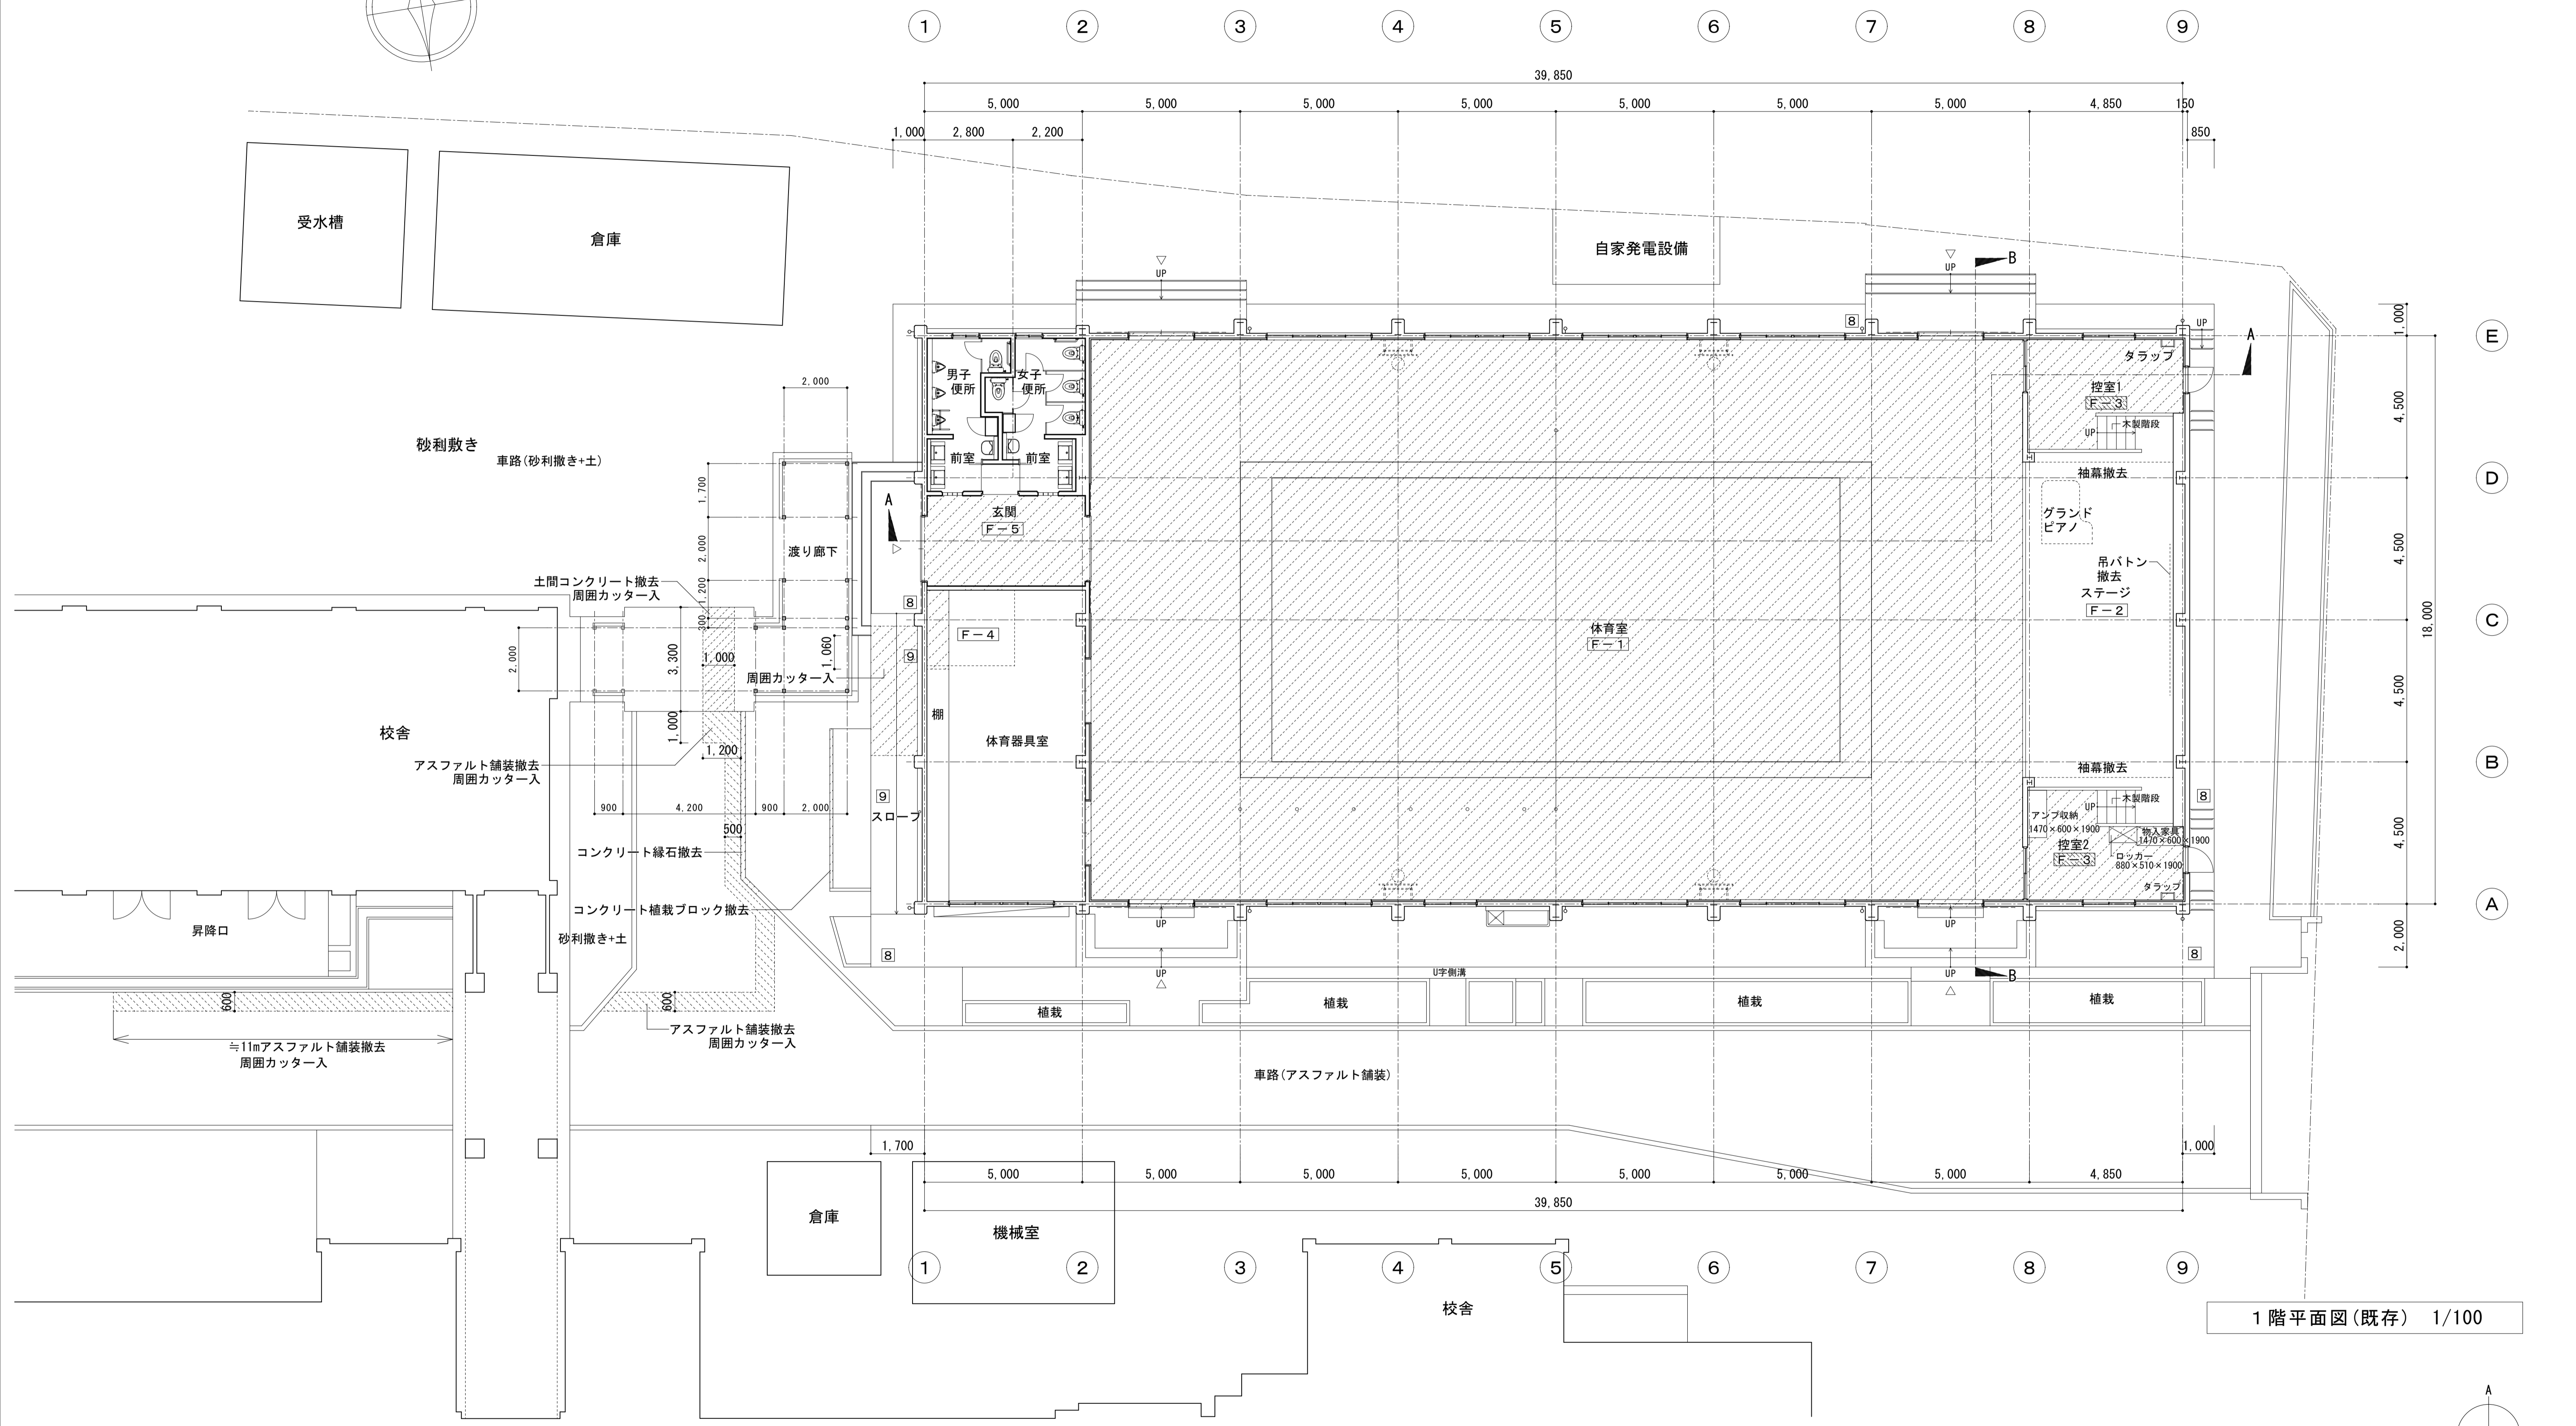 1 2 3 4 5 6 7 8 9
39,850
5,000 5,000 5,000 5,000 5,000 5,000 5,000 4,850 150
1,000 2,800 2,200 850
受水槽
倉庫
自家発電設備
UP
UP
B
8
UP
1,000
E
A
タラップ
男子
便所
女子
便所
控室1
F-3
2,000
4,500
木製階段
UP
砂利敷き
車路(砂利撒き+土)
前室
前室
袖幕撤去
D
1,700
A
玄関
F-5
グランド
ピアノ
2,000
渡り廊下
4,500
吊バトン
撤去
土間コンクリート撤去
周囲カッター入
1,200
ステージ
F-2
8
300
体育室
F-1
F-4
C
18,000
2,000
3,300
1,000
1,060
9
周囲カッター入
4,500
棚
校舎
1,000
体育器具室
1,200
アスファルト舗装撤去
周囲カッター入
袖幕撤去
B
900 4,200 900 2,000
9
スロープ
木製階段
UP
8
アンプ収納
1470×600×1900
500
物入家具
1470×600×1900
控室2
F-3
ロッカー
880×510×1900
4,500
コンクリート縁石撤去
タラップ
コンクリート植栽ブロック撤去
A
昇降口
UP
UP
砂利撒き+土
8
8
2,000
UP
UP
B
U字側溝
600
600
植栽
植栽
植栽
植栽
アスファルト舗装撤去
周囲カッター入
≒11mアスファルト舗装撤去
周囲カッター入
車路(アスファルト舗装)
1,700
1,000
5,000 5,000 5,000 5,000 5,000 5,000 5,000 4,850
39,850
倉庫
機械室
1 2 3 4 5 6 7 8 9
校舎
1階平面図(既存) 1/100
A